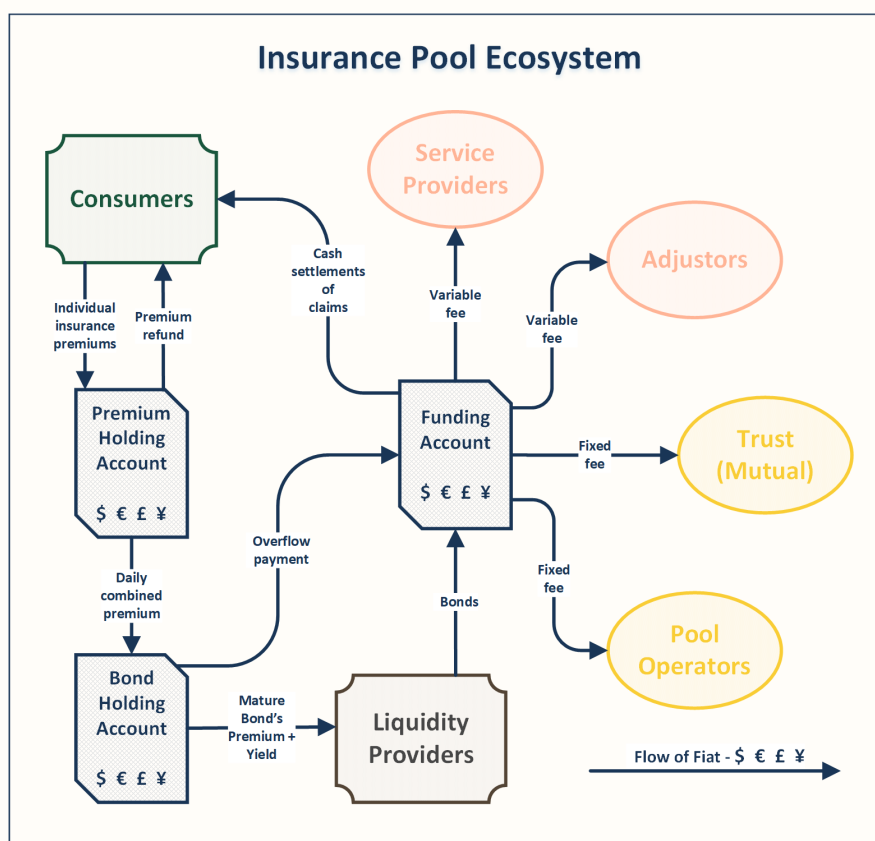 Insurance Pool Ecosystem
Service
Providers
Consumers
Adjustors
Cash
settlements
of
claims
Variable
fee
Variable
fee
Individual
insurance
premiums
Premium
refund
Premium
Holding
Account
$ € £ ¥
Funding
Account
$ € £ ¥
Fixed
fee
Trust
(Mutual)
Overflow
payment
Daily
combined
premium
Bonds
Fixed
fee
Pool
Operators
Bond
Holding
Account
$ € £ ¥
Mature
Bond's
Premium +
Yield
Liquidity
Providers
Flow of Fiat - $ € £ ¥